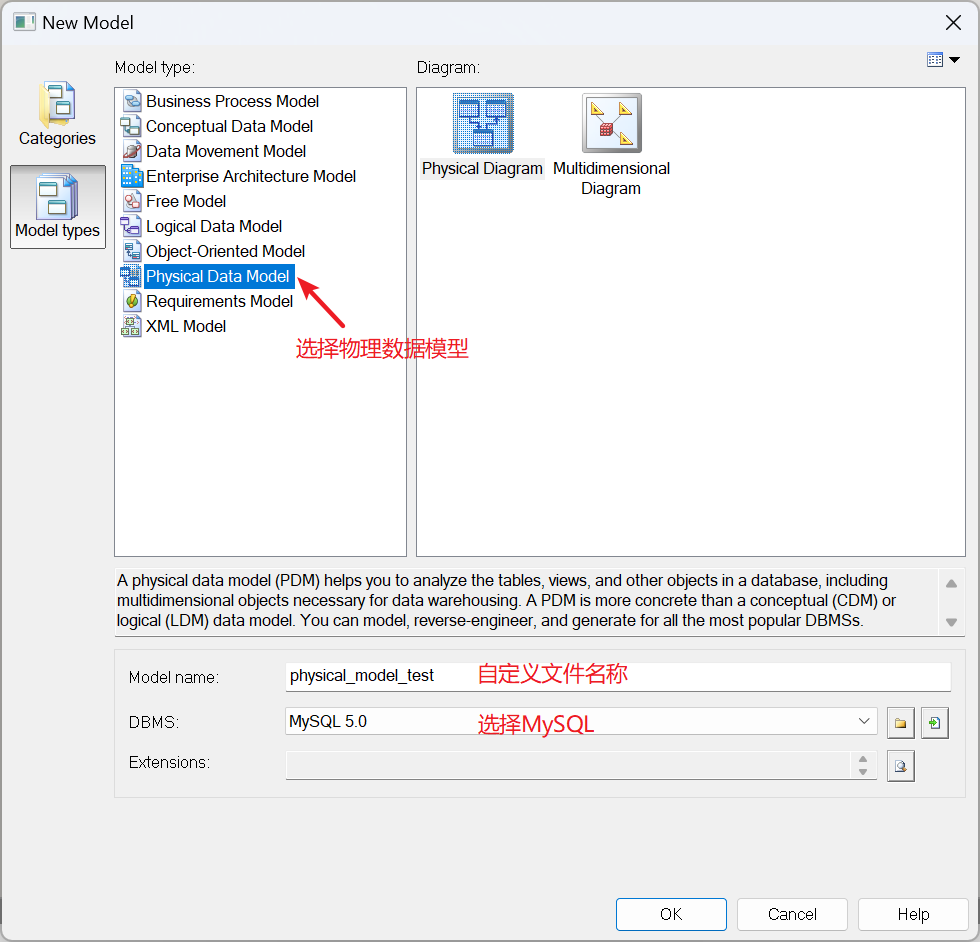 New Model
Model type:
Diagram:
Categories
Model types
Business Process Model
Conceptual Data Model
Data Movement Model
Enterprise Architecture Model
Free Model
Logical Data Model
Object-Oriented Model
Physical Data Model
Requirements Model
XML Model
选择物理数据模型
Physical Diagram
Multidimensional
Diagram
A physical data model (PDM) helps you to analyze the tables, views, and other objects in a database, including
multidimensional objects necessary for data warehousing. A PDM is more concrete than a conceptual (CDM) or
logical (LDM) data model. You can model, reverse-engineer, and generate for all the most popular DBMSs.
Model name: physical_model_test 自定义文件名称
DBMS: MySQL 5.0 选择MySQL
Extensions:
OK Cancel Help